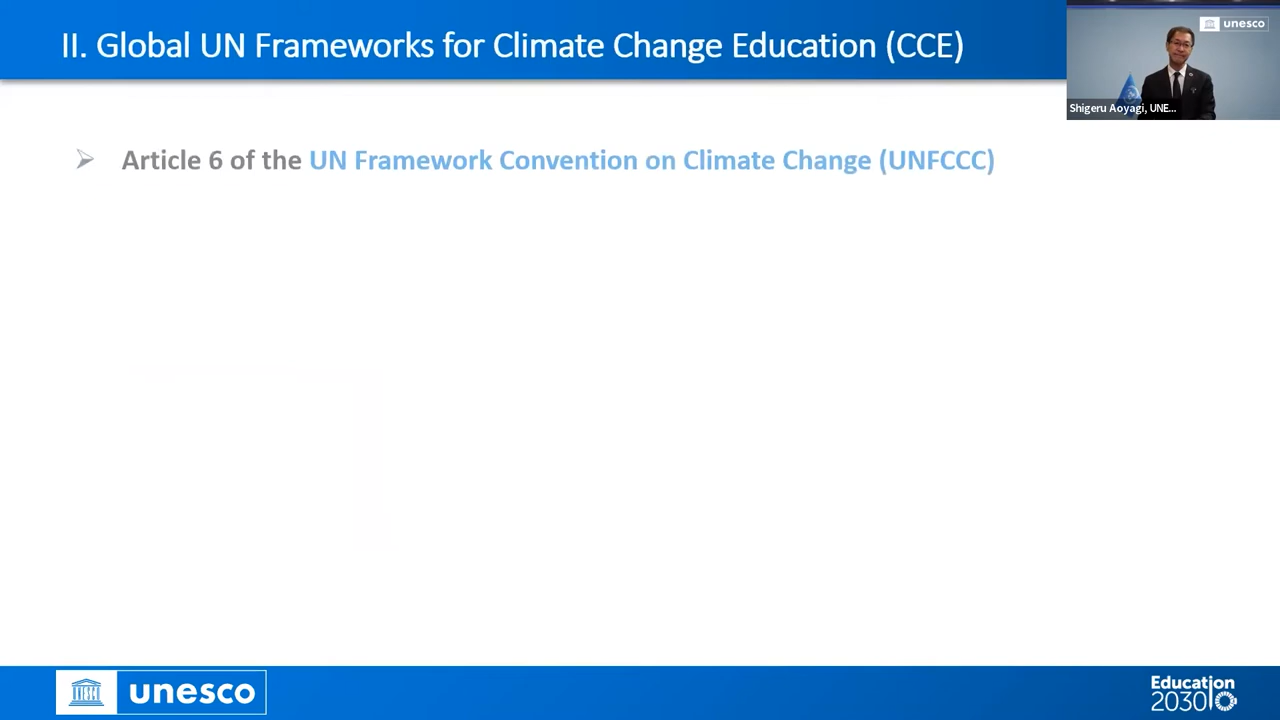 II. Global UN Frameworks for Climate Change Education (CCE)
unesco
Shigeru Aoyagi, UNE...
Article 6 of the UN Framework Convention on Climate Change (UNFCCC)
unesco
Education
2030